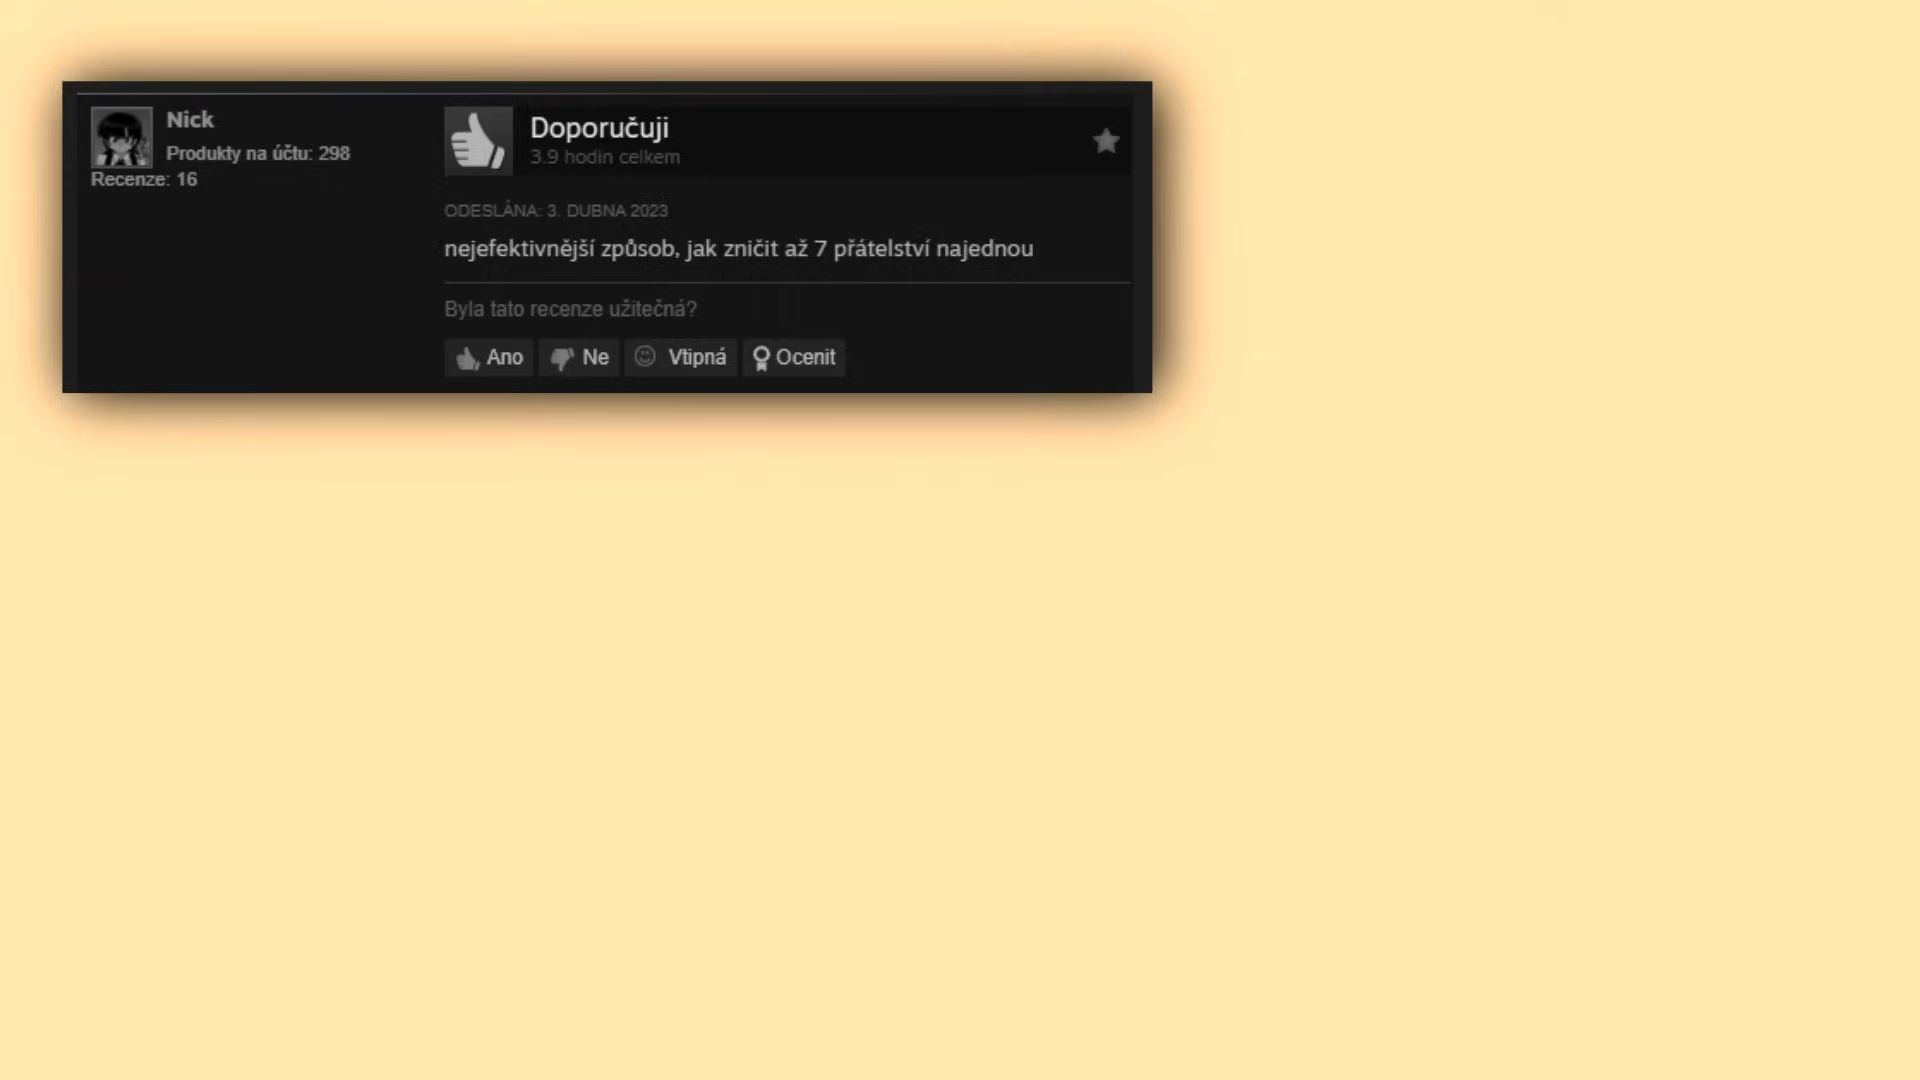 Nick
Produkty na účtu: 298
Recenze: 16
Doporučuji
3.9 hodin celkem
ODESLÁNA: 3. DUBNA 2023
nejefektivnější způsob, jak zničit až 7 přátelství najednou
Byla tato recenze užitečná?
Ano Ne Vtipná Ocenit